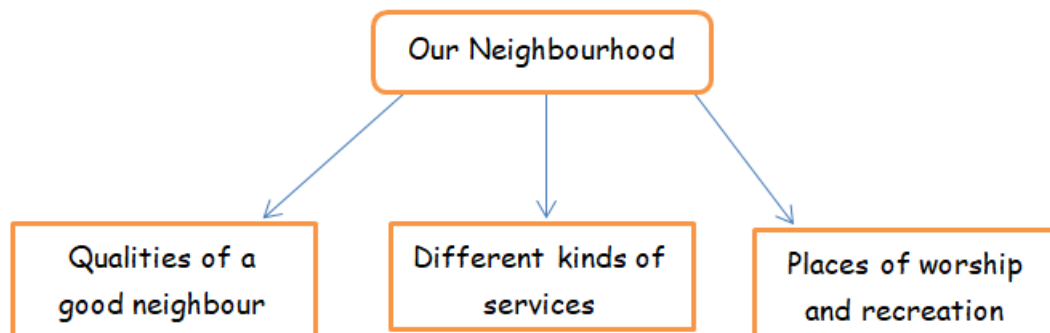 Our Neighbourhood
Qualities of a
good neighbour
Different kinds of
services
Places of worship
and recreation